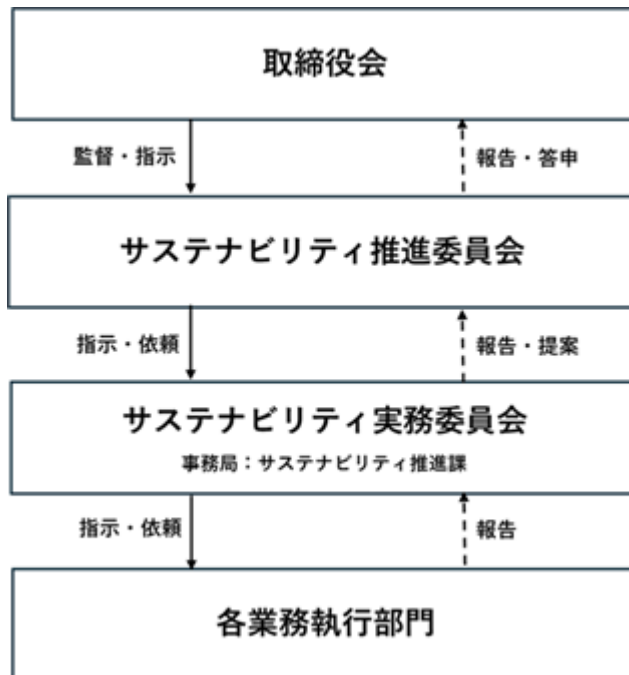 取締役会
監督・指示
報告・答申
サステナビリティ推進委員会
指示・依頼
報告・提案
サステナビリティ実務委員会
事務局：サステナビリティ推進課
指示・依頼
報告
各業務執行部門